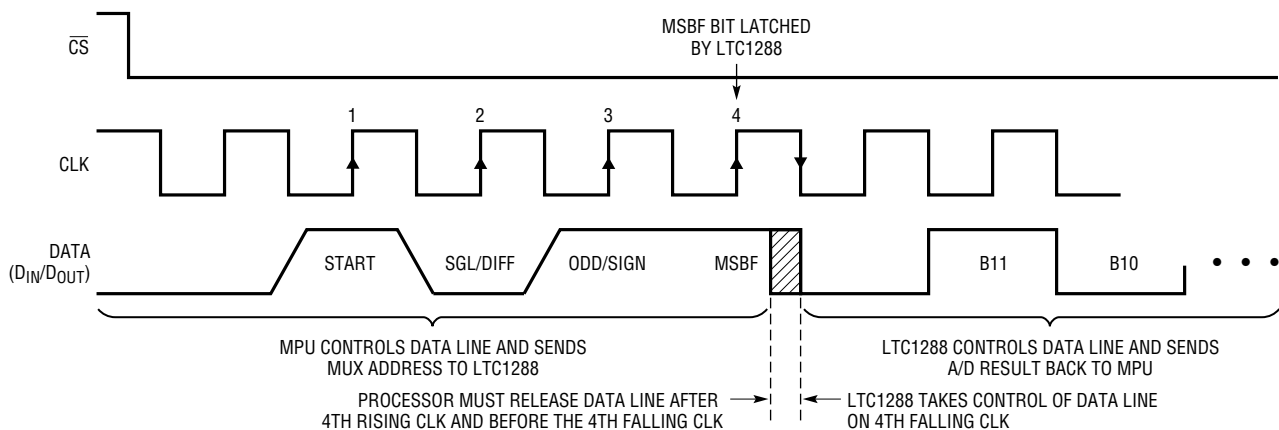 MSBF BIT LATCHED
BY LTC1288
CS
1 2 3 4
CLK
DATA
(DIN/DOUT)
START SGL/DIFF ODD/SIGN MSBF B11 B10 • • •
MPU CONTROLS DATA LINE AND SENDS
MUX ADDRESS TO LTC1288
LTC1288 CONTROLS DATA LINE AND SENDS
A/D RESULT BACK TO MPU
PROCESSOR MUST RELEASE DATA LINE AFTER
4TH RISING CLK AND BEFORE THE 4TH FALLING CLK
LTC1288 TAKES CONTROL OF DATA LINE
ON 4TH FALLING CLK